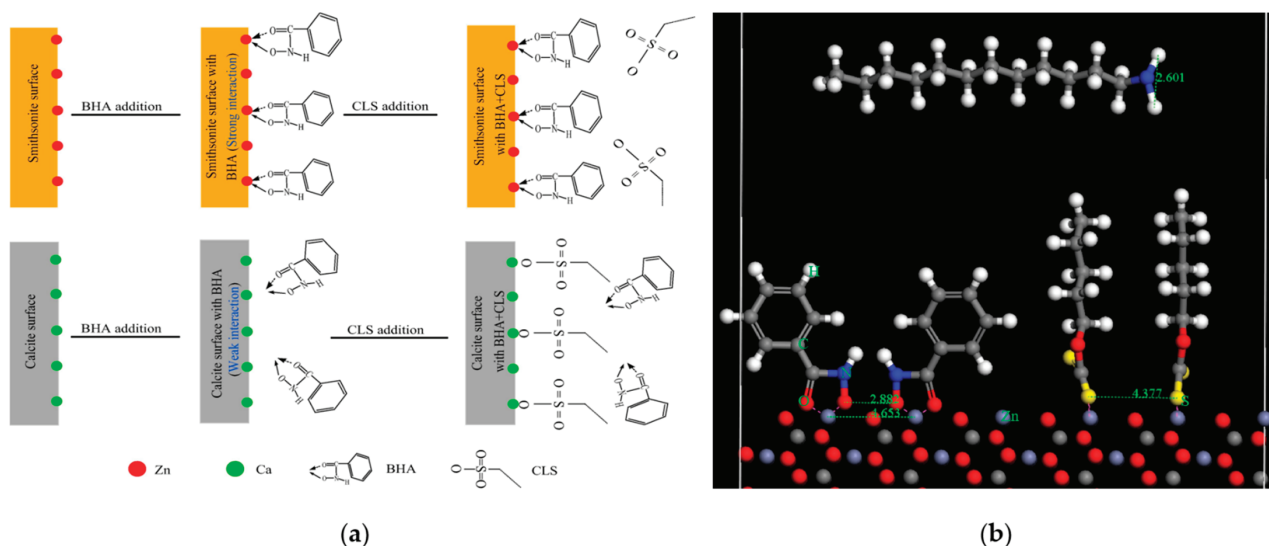 Smithsonite surface
BHA addition
Smithsonite surface with
BHA (Strong interaction)
O=C
O—N—H
O=C
O—N—H
O=C
O—N—H
CLS addition
Smithsonite surface
with BHA+CLS
O=C
O—N—H
O=C
O—N—H
O=C
O—N—H
O
S
O
O
O
S
O
O
Calcite surface
BHA addition
Calcite surface with BHA
(Weak interaction)
O=C
O—N—H
O=C
O—N
H
CLS addition
Calcite surface
with BHA+CLS
O
O S
O
O=C
O—N—H
O
O S
O
O
O S
O
O=C
O—N
H
Zn
Ca
O=C
O—N—H
BHA
O
O S
O
CLS
2.601
H
C
N
O
2.882
4.653
Zn
4.377
S
(a)
(b)